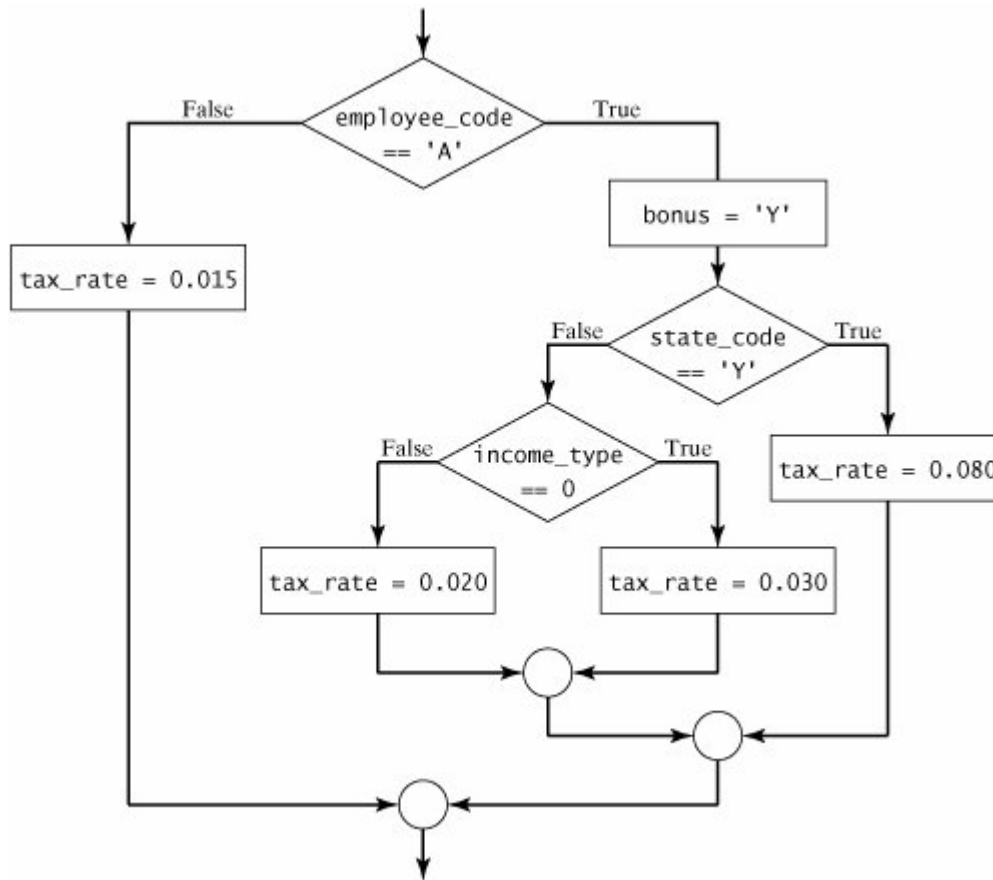 False
employee_code
== 'A'
True
bonus = 'Y'
tax_rate = 0.015
False
state_code
== 'Y'
True
False
income_type
== 0
True
tax_rate = 0.080
tax_rate = 0.020
tax_rate = 0.030